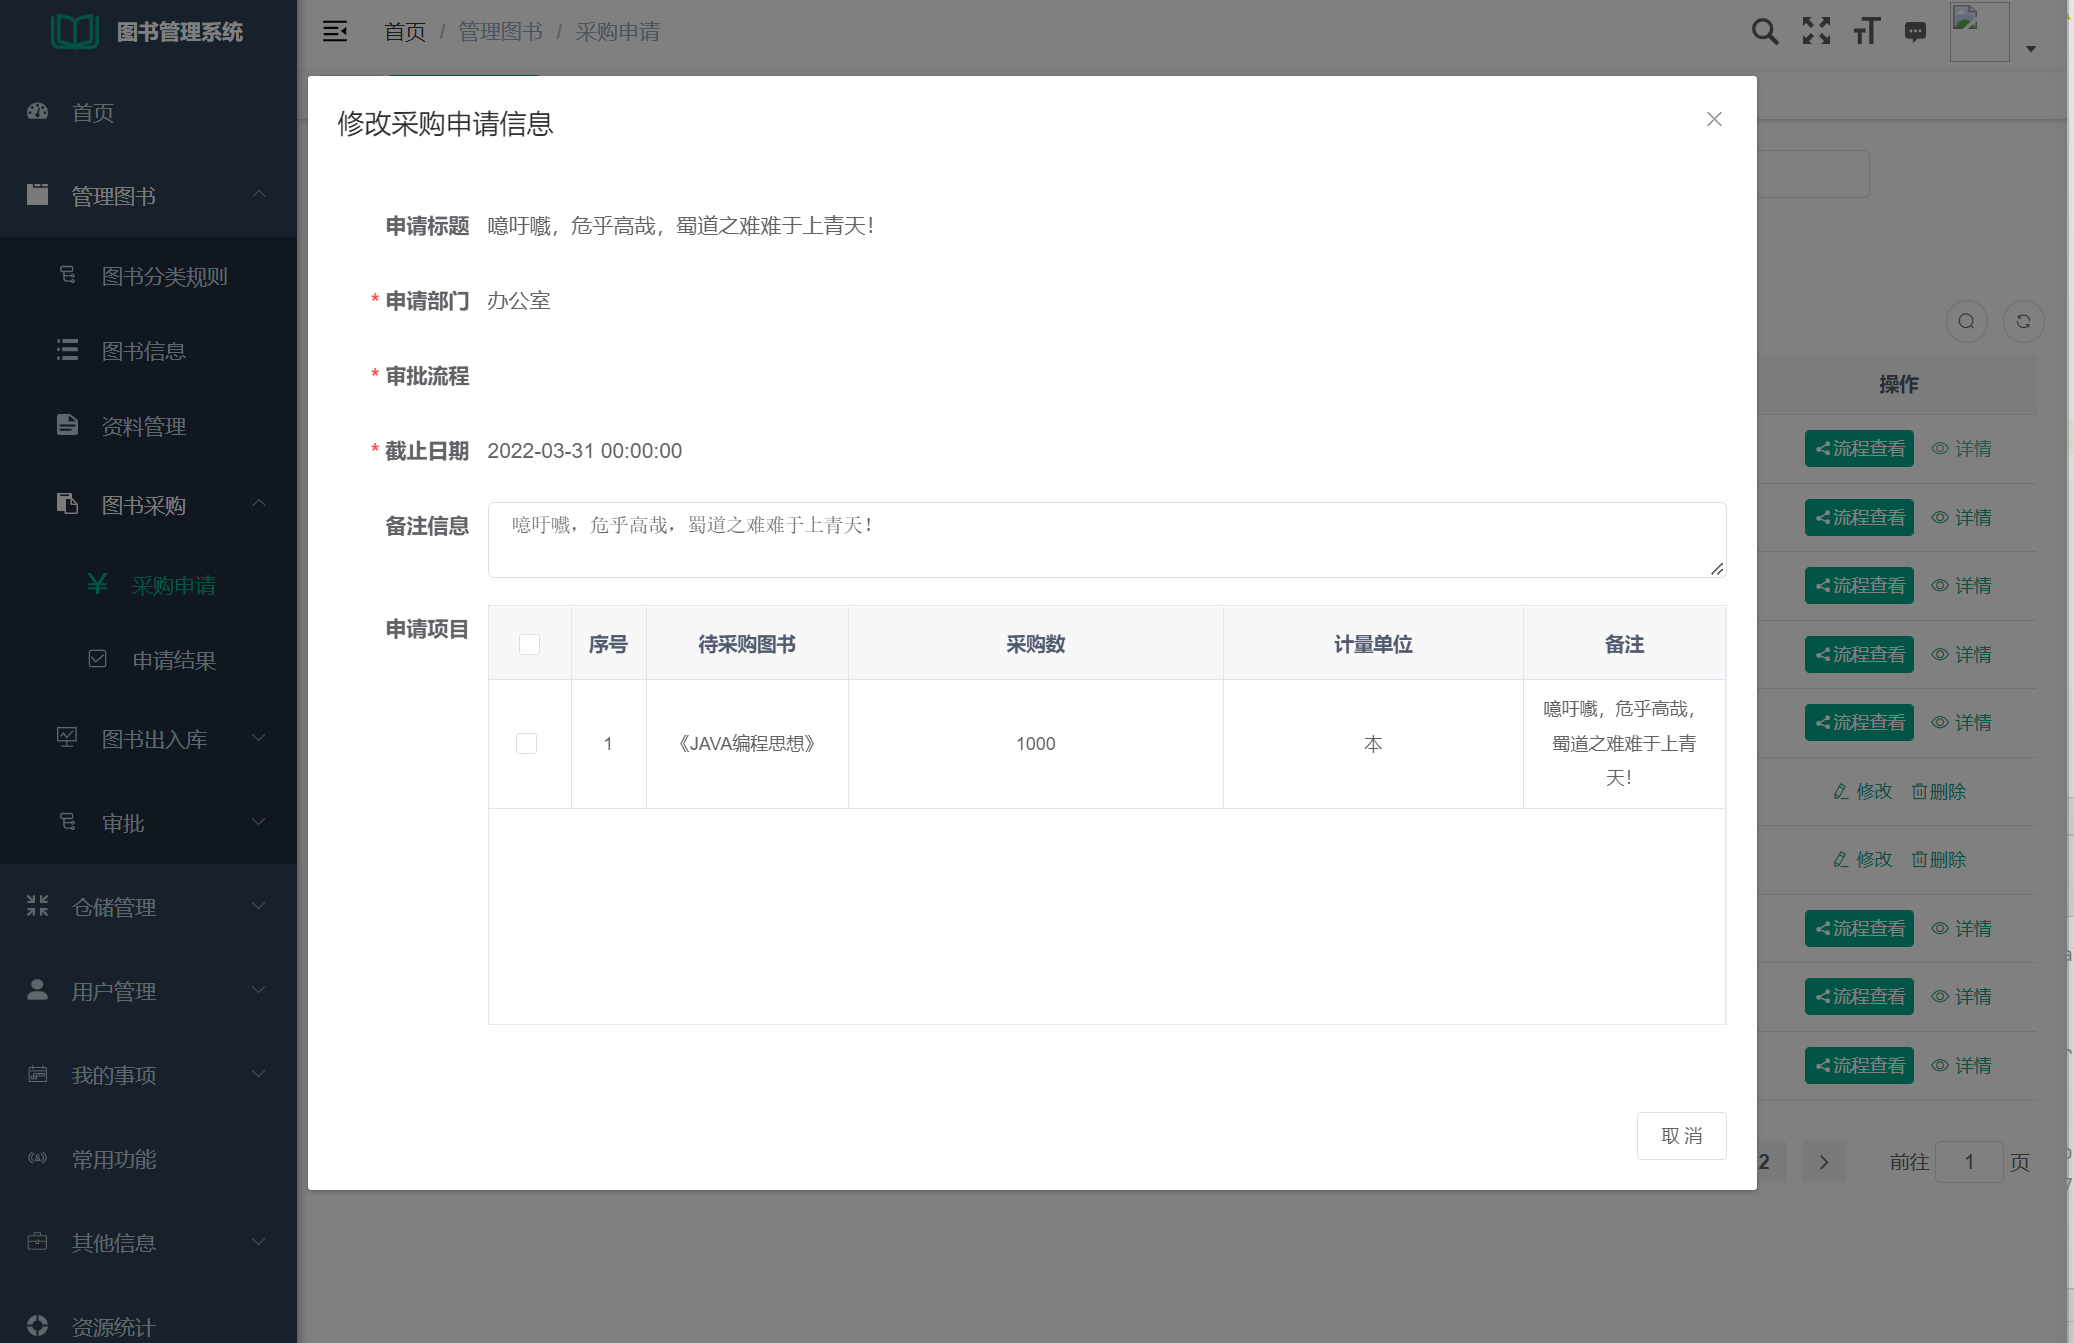 图书管理系统
首页 / 管理图书 / 采购申请
首页
管理图书
图书分类规则
图书信息
资料管理
图书采购
采购申请
申请结果
图书出入库
审批
仓储管理
用户管理
我的事项
常用功能
其他信息
资源统计
修改采购申请信息
申请标题 噫吁嚱，危乎高哉，蜀道之难难于上青天！
* 申请部门 办公室
* 审批流程
* 截止日期 2022-03-31 00:00:00
备注信息 噫吁嚱，危乎高哉，蜀道之难难于上青天！
申请项目
序号 待采购图书 采购数 计量单位 备注
1 《JAVA编程思想》 1000 本 噫吁嚱，危乎高哉，
蜀道之难难于上青
天！
取 消
操作
流程查看 详情
流程查看 详情
流程查看 详情
流程查看 详情
流程查看 详情
修改 删除
修改 删除
流程查看 详情
流程查看 详情
流程查看 详情
2 前往 1 页